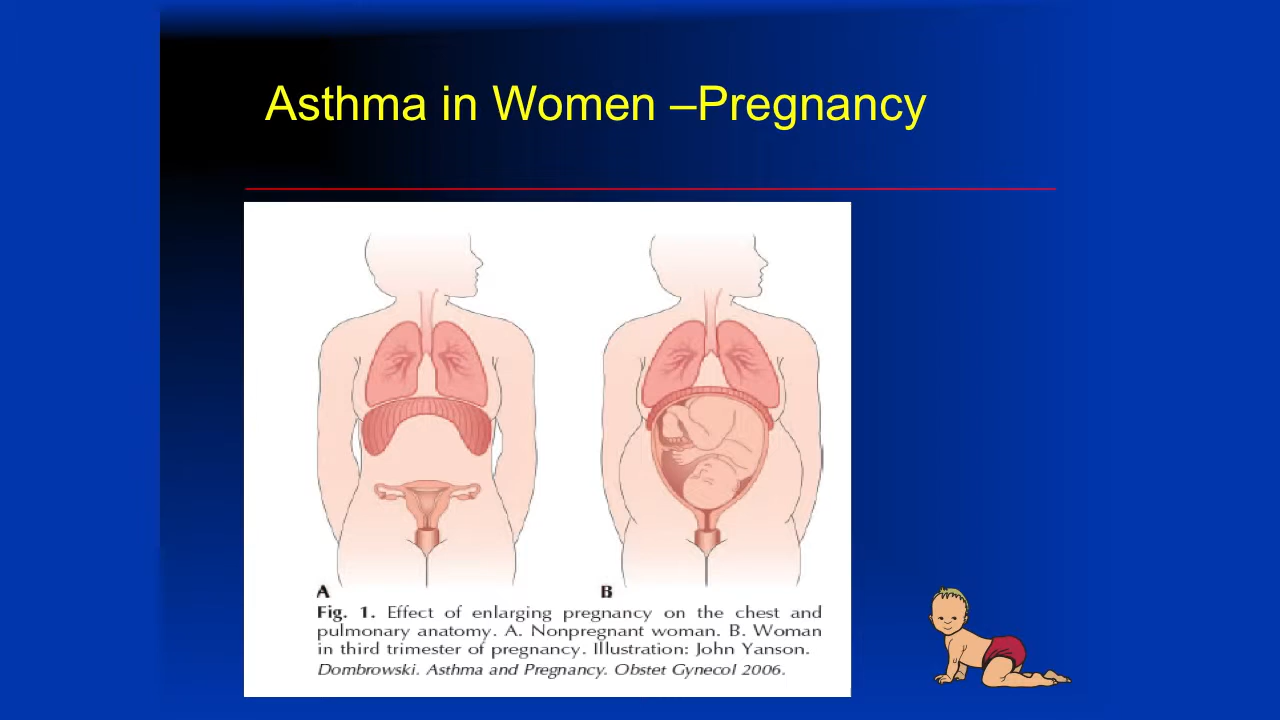 Asthma in Women –Pregnancy
A
B
Fig. 1. Effect of enlarging pregnancy on the chest and
pulmonary anatomy. A. Nonpregnant woman. B. Woman
in third trimester of pregnancy. Illustration: John Yanson.
Dombrowski. Asthma and Pregnancy. Obstet Gynecol 2006.